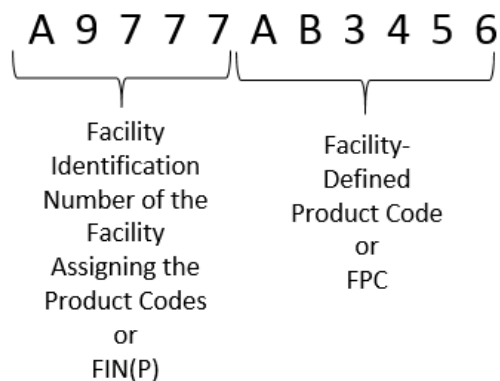 A 9 7 7 7 A B 3 4 5 6
Facility
Identification
Number of the
Facility
Assigning the
Product Codes
or
FIN(P)
Facility-
Defined
Product Code
or
FPC